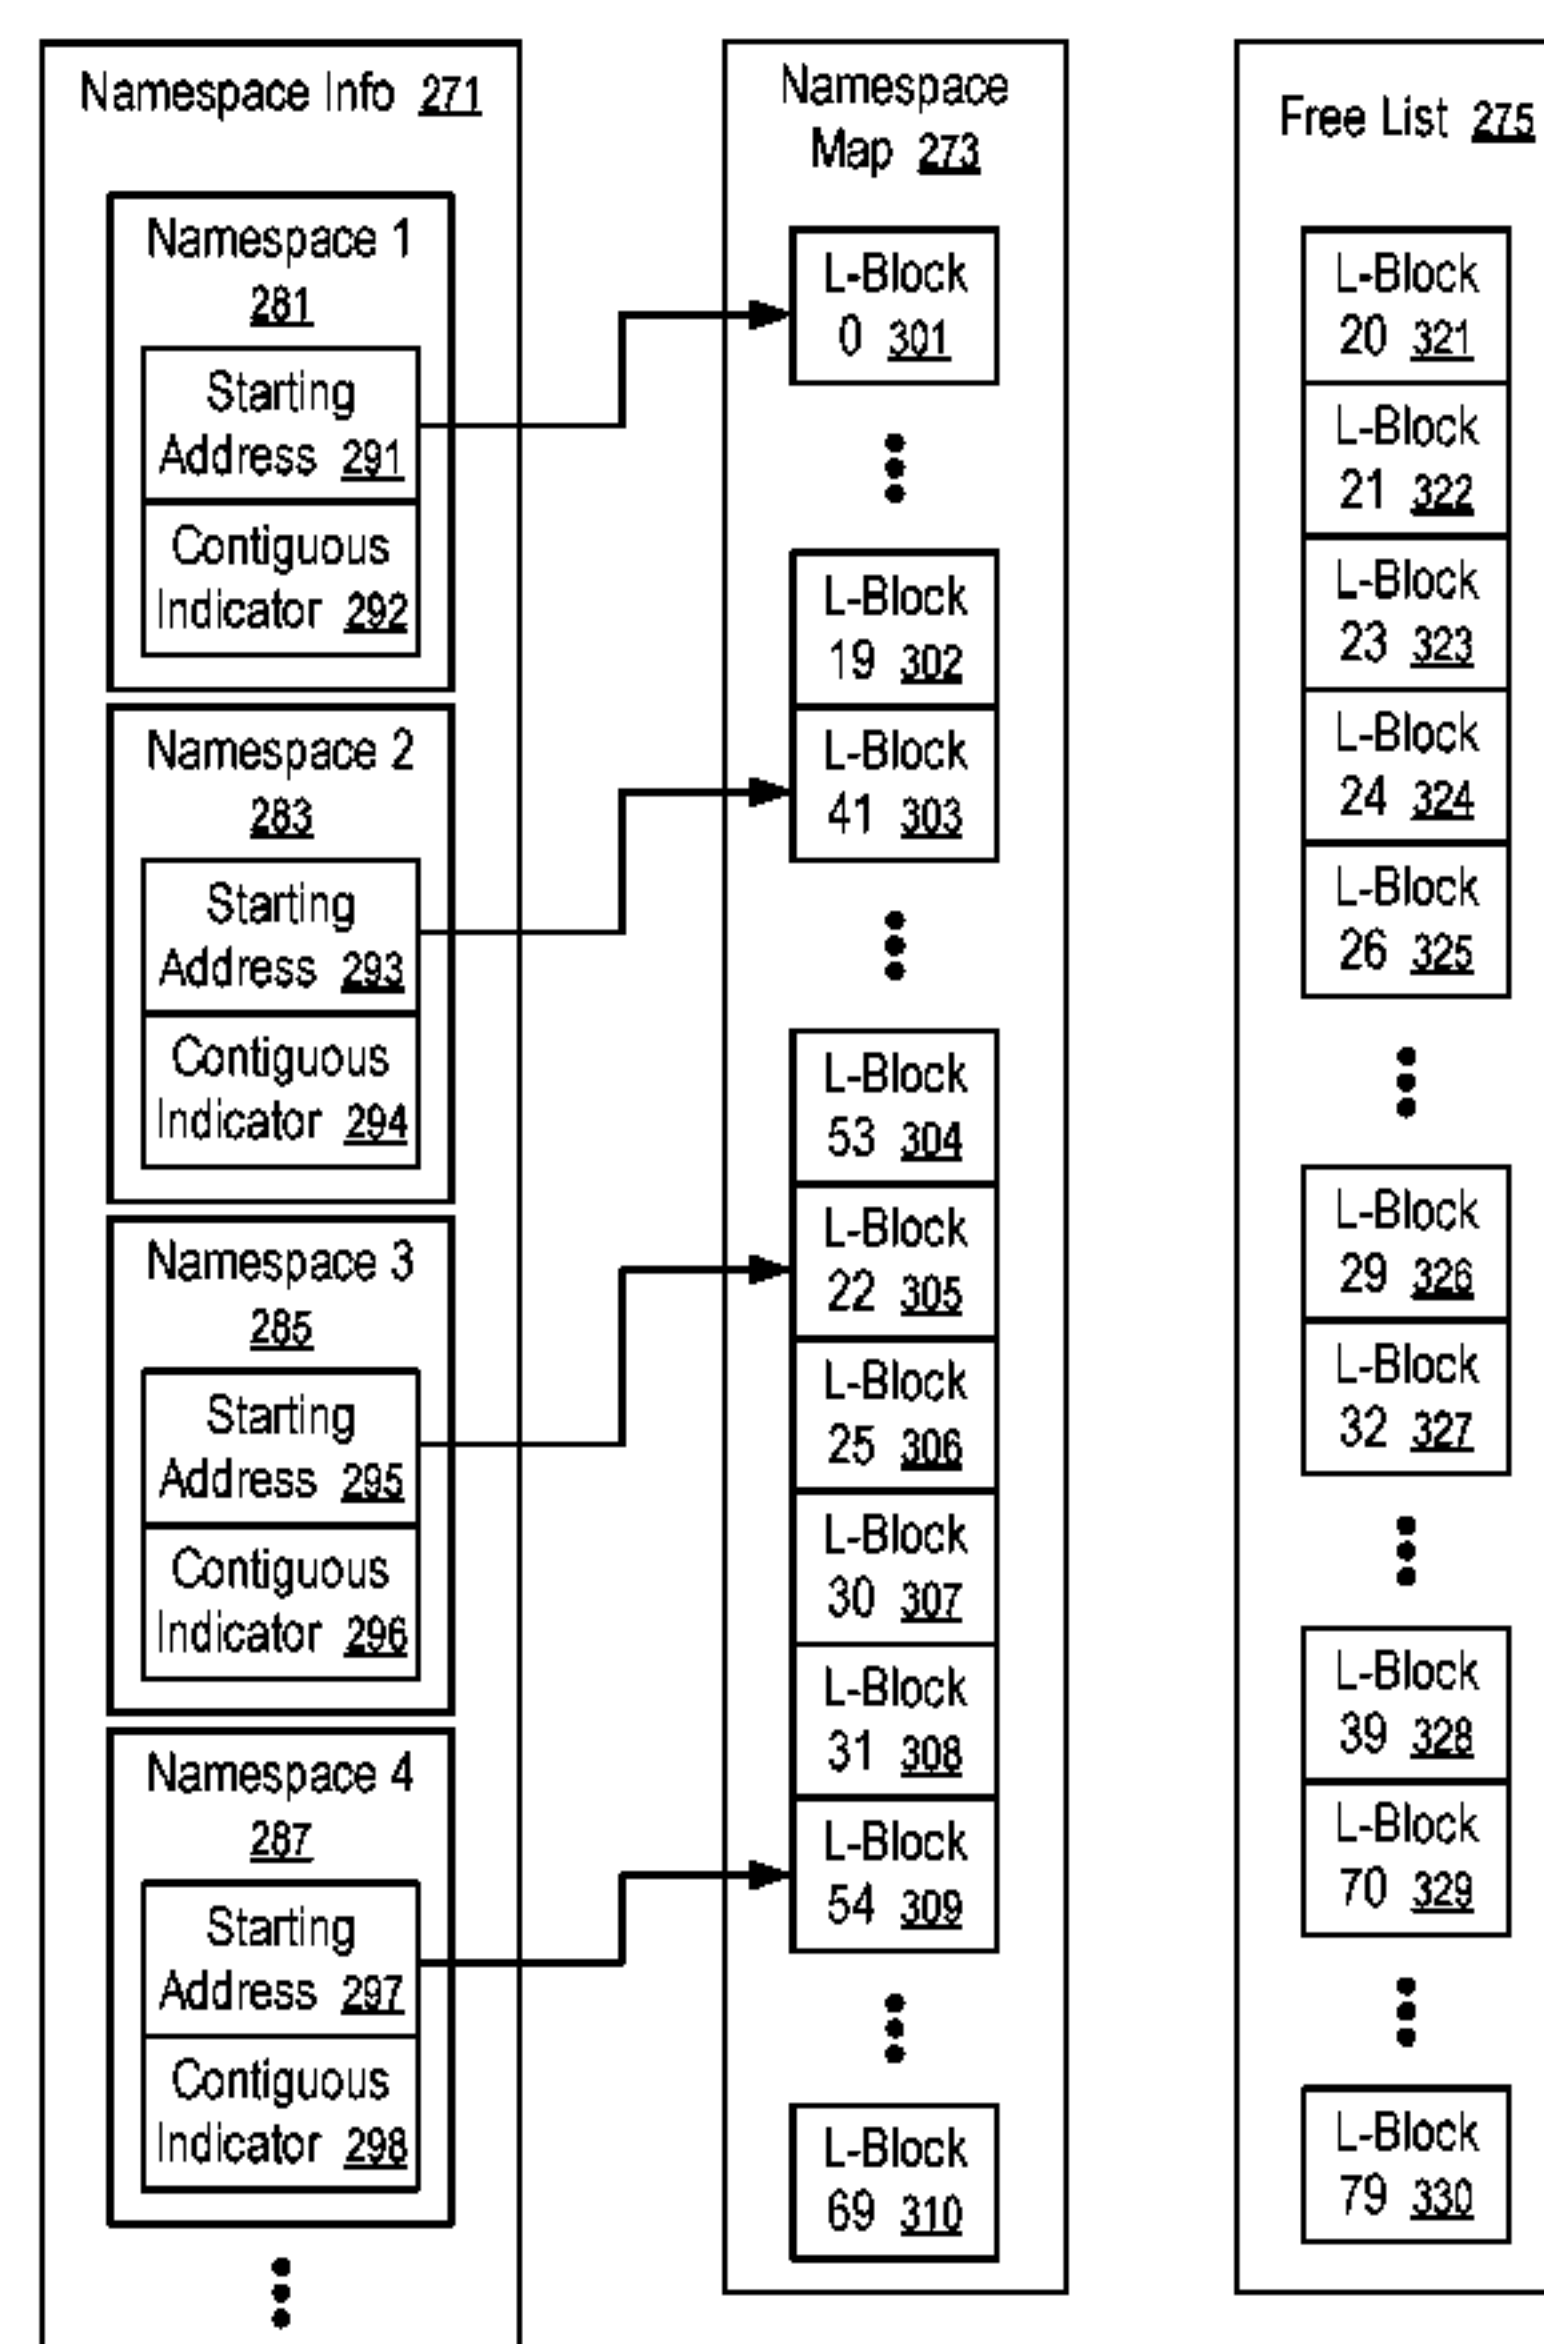 Namespace Info 271
Namespace 1
281
Starting
Address 291
Contiguous
Indicator 292
Namespace 2
283
Starting
Address 293
Contiguous
Indicator 294
Namespace 3
285
Starting
Address 295
Contiguous
Indicator 296
Namespace 4
287
Starting
Address 297
Contiguous
Indicator 298
Namespace
Map 273
L-Block
0 301
L-Block
19 302
L-Block
41 303
L-Block
53 304
L-Block
22 305
L-Block
25 306
L-Block
30 307
L-Block
31 308
L-Block
54 309
L-Block
69 310
Free List 275
L-Block
20 321
L-Block
21 322
L-Block
23 323
L-Block
24 324
L-Block
26 325
L-Block
29 326
L-Block
32 327
L-Block
39 328
L-Block
70 329
L-Block
79 330